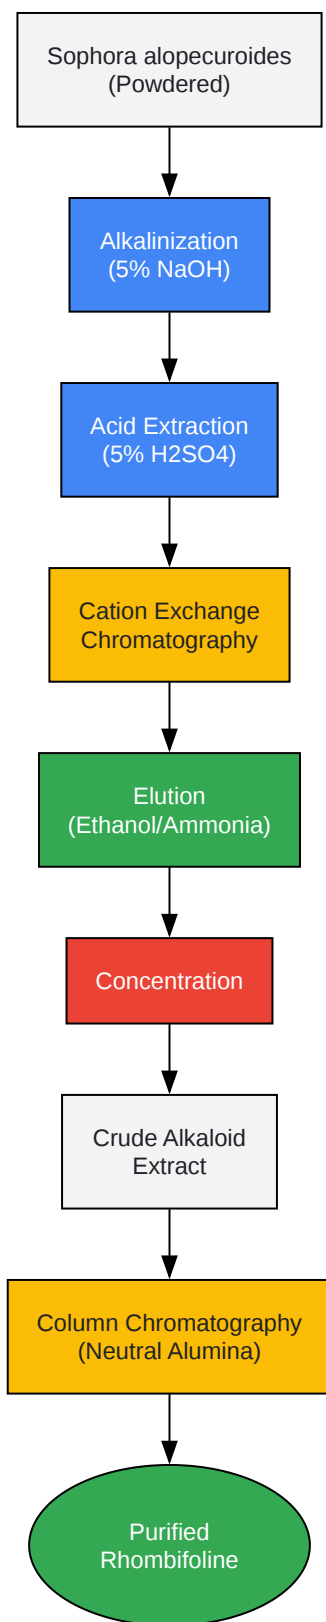 Sophora alopecuroides
(Powdered)
Alkalinization
(5% NaOH)
Acid Extraction
(5% H2SO4)
Cation Exchange
Chromatography
Elution
(Ethanol/Ammonia)
Concentration
Crude Alkaloid
Extract
Column Chromatography
(Neutral Alumina)
Purified
Rhombifoline